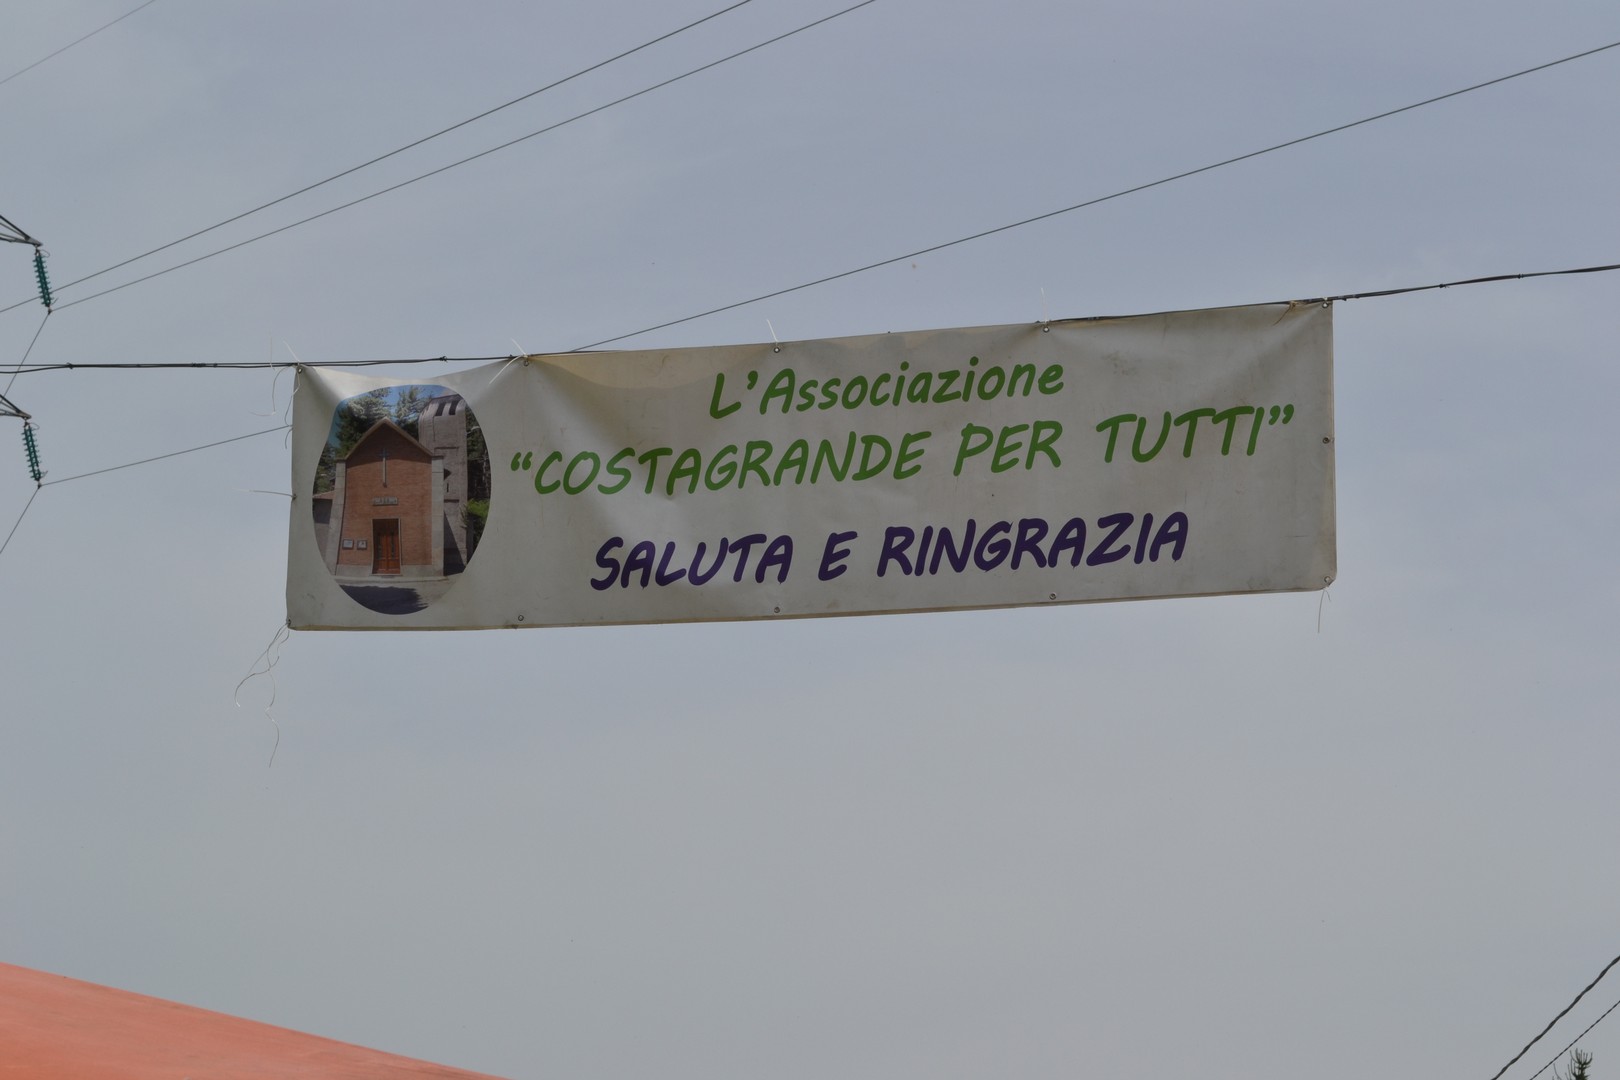 L'Associazione
“COSTAGRANDE PER TUTTI”
SALUTA E RINGRAZIA